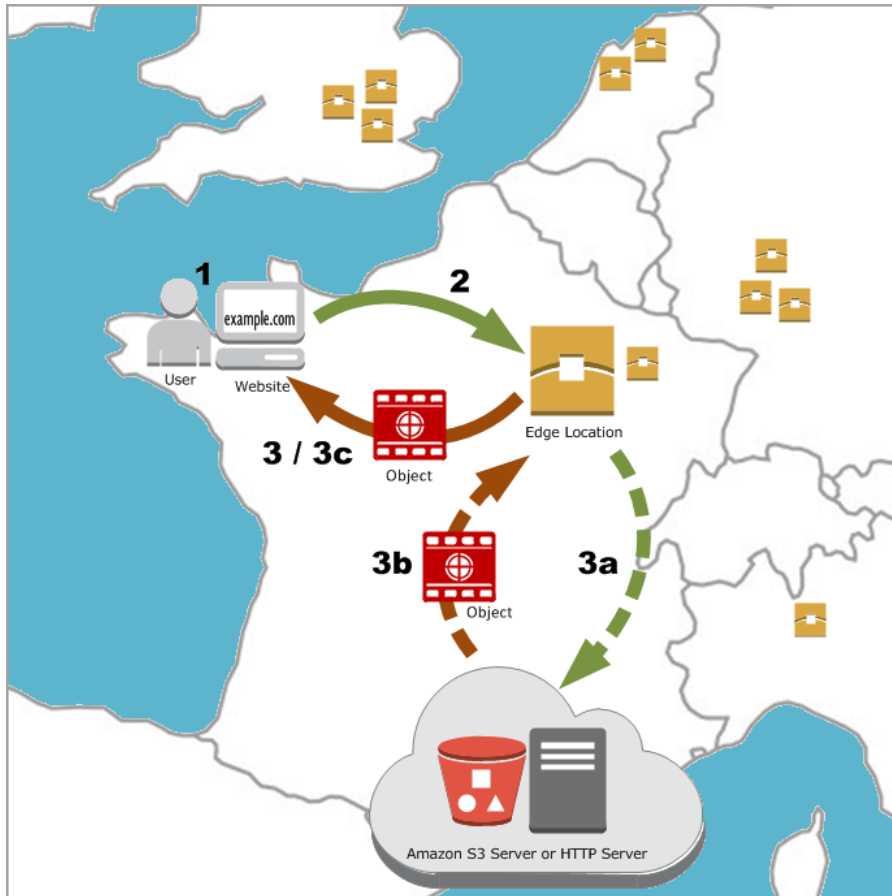 1
2
example.com
User
Website
Edge Location
3 / 3c
Object
3b
3a
Object
Amazon S3 Server or HTTP Server